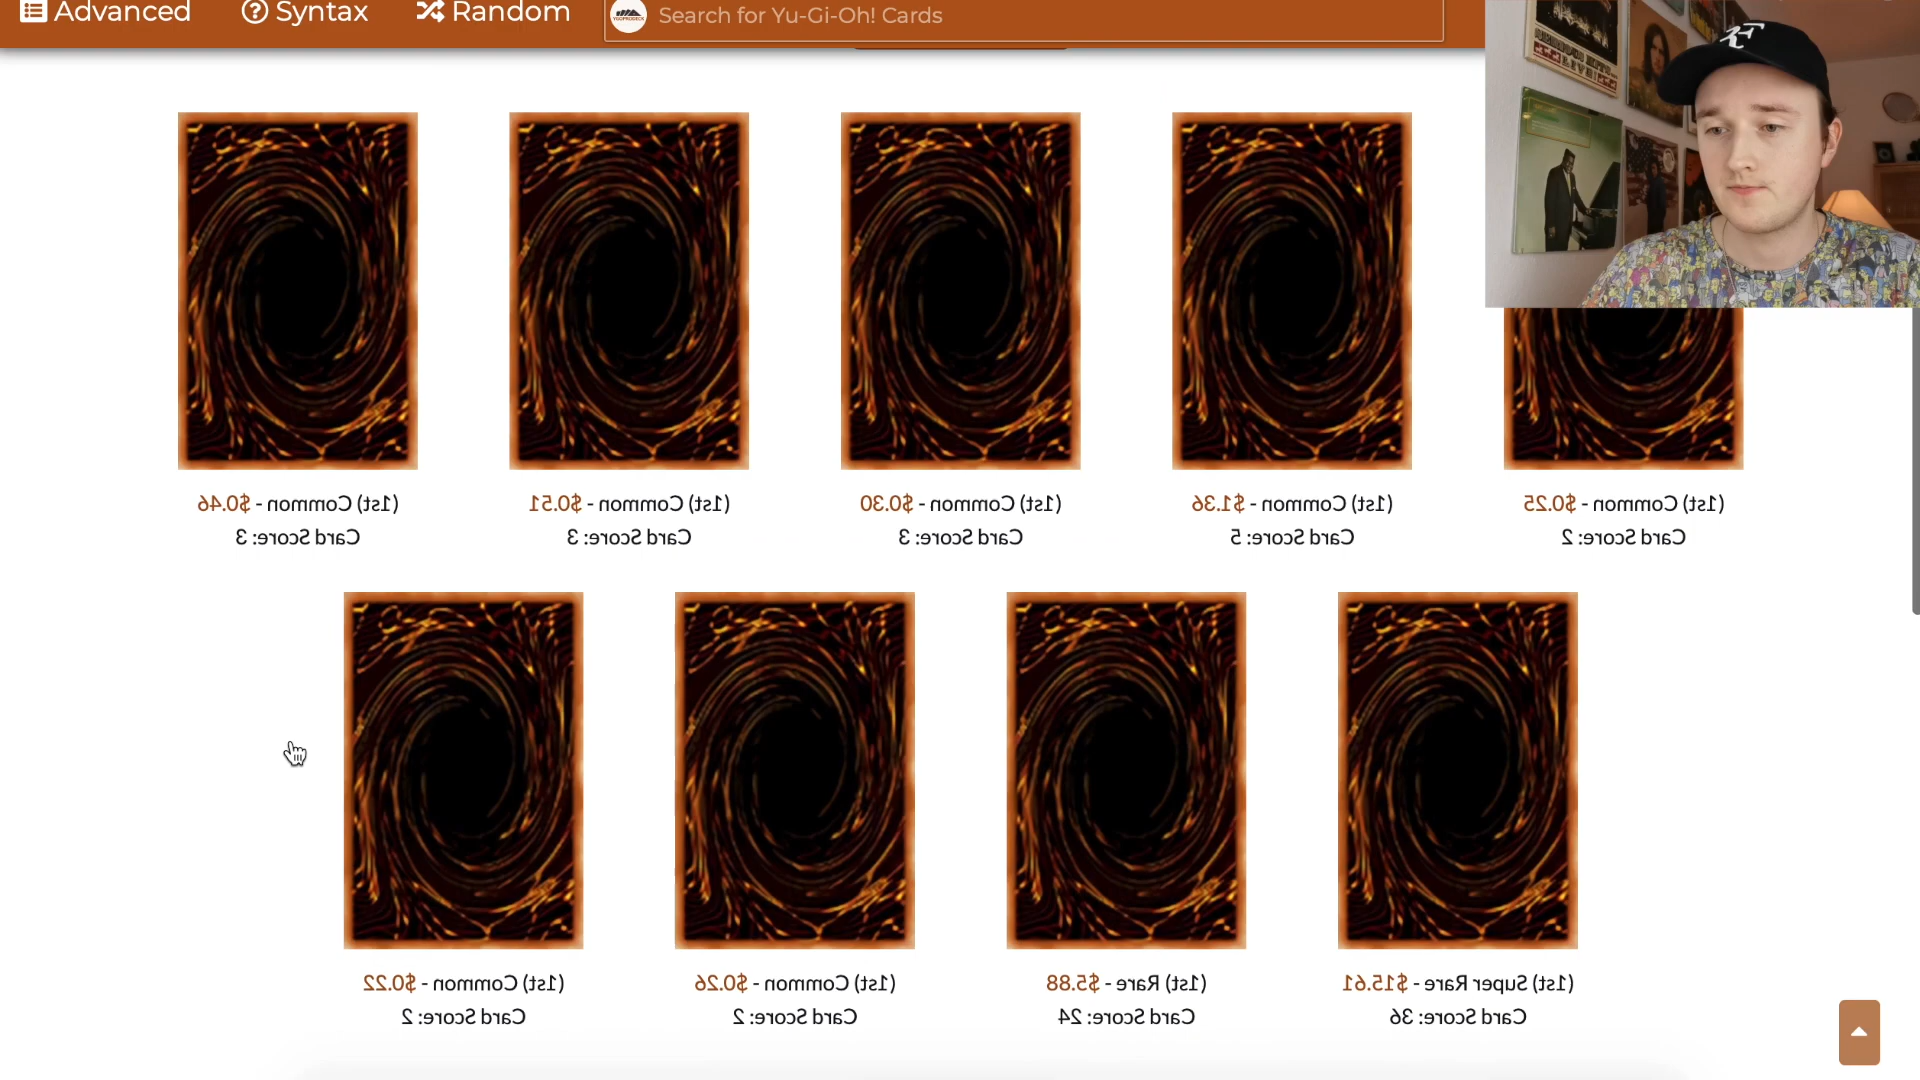 Advanced
Syntax
Random
Search for Yu-Gi-Oh! Cards
(1st) Common - $0.46
Card Score: 3
(1st) Common - $0.51
Card Score: 3
(1st) Common - $0.30
Card Score: 3
(1st) Common - $1.36
Card Score: 5
(1st) Common - $0.25
Card Score: 2
(1st) Common - $0.22
Card Score: 2
(1st) Common - $0.26
Card Score: 2
(1st) Rare - $5.88
Card Score: 24
(1st) Super Rare - $15.61
Card Score: 36